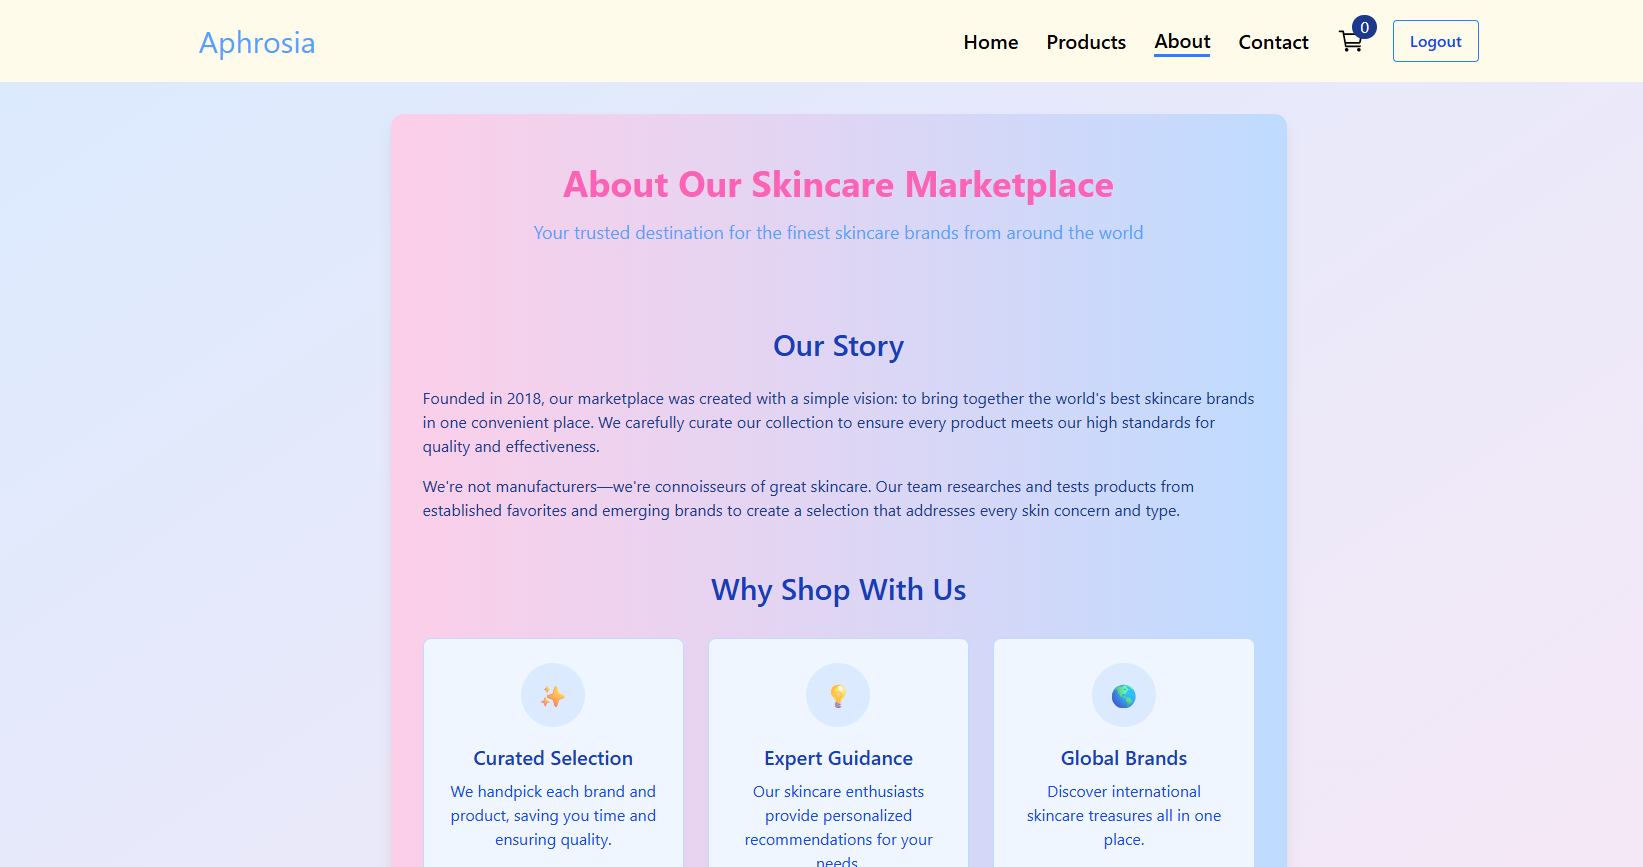 Aphrosia
Home Products About Contact 0 Logout
About Our Skincare Marketplace
Your trusted destination for the finest skincare brands from around the world
Our Story
Founded in 2018, our marketplace was created with a simple vision: to bring together the world's best skincare brands
in one convenient place. We carefully curate our collection to ensure every product meets our high standards for
quality and effectiveness.
We're not manufacturers—we're connoisseurs of great skincare. Our team researches and tests products from
established favorites and emerging brands to create a selection that addresses every skin concern and type.
Why Shop With Us
Curated Selection
We handpick each brand and
product, saving you time and
ensuring quality.
Expert Guidance
Our skincare enthusiasts
provide personalized
recommendations for your
needs.
Global Brands
Discover international
skincare treasures all in one
place.